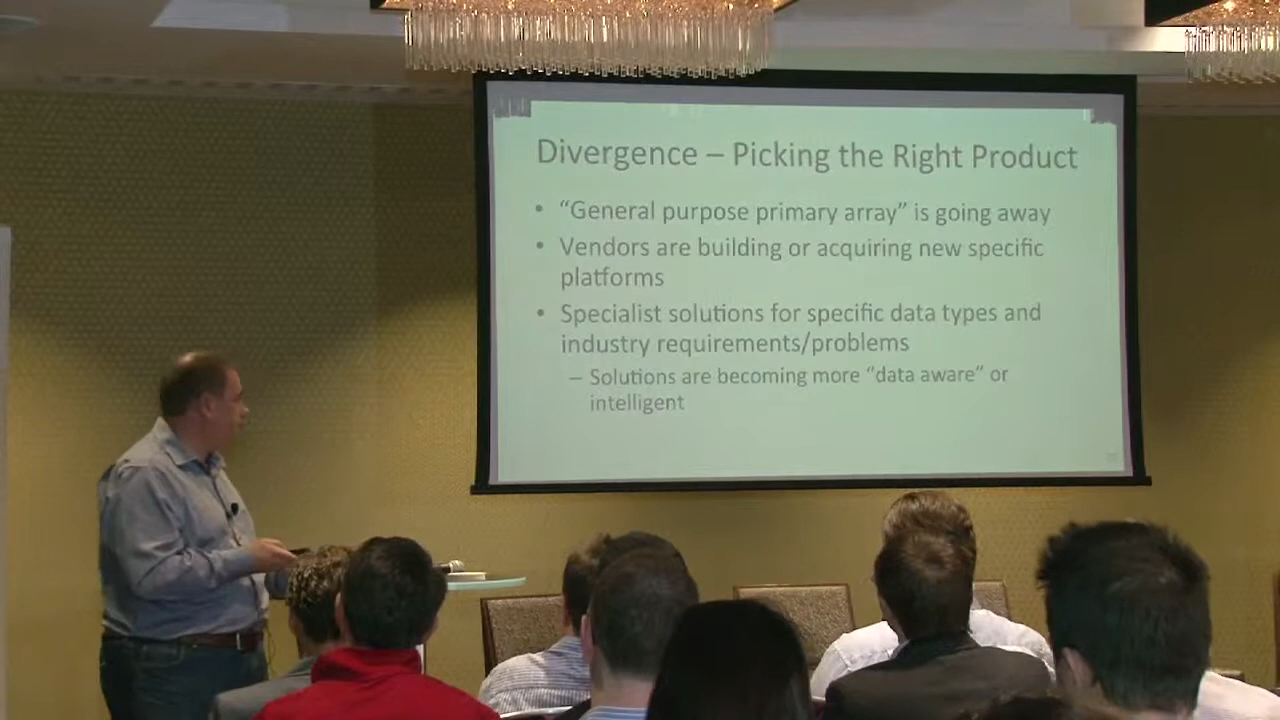 Divergence – Picking the Right Product
• “General purpose primary array” is going away
• Vendors are building or acquiring new specific
platforms
• Specialist solutions for specific data types and
industry requirements/problems
– Solutions are becoming more “data aware” or
intelligent